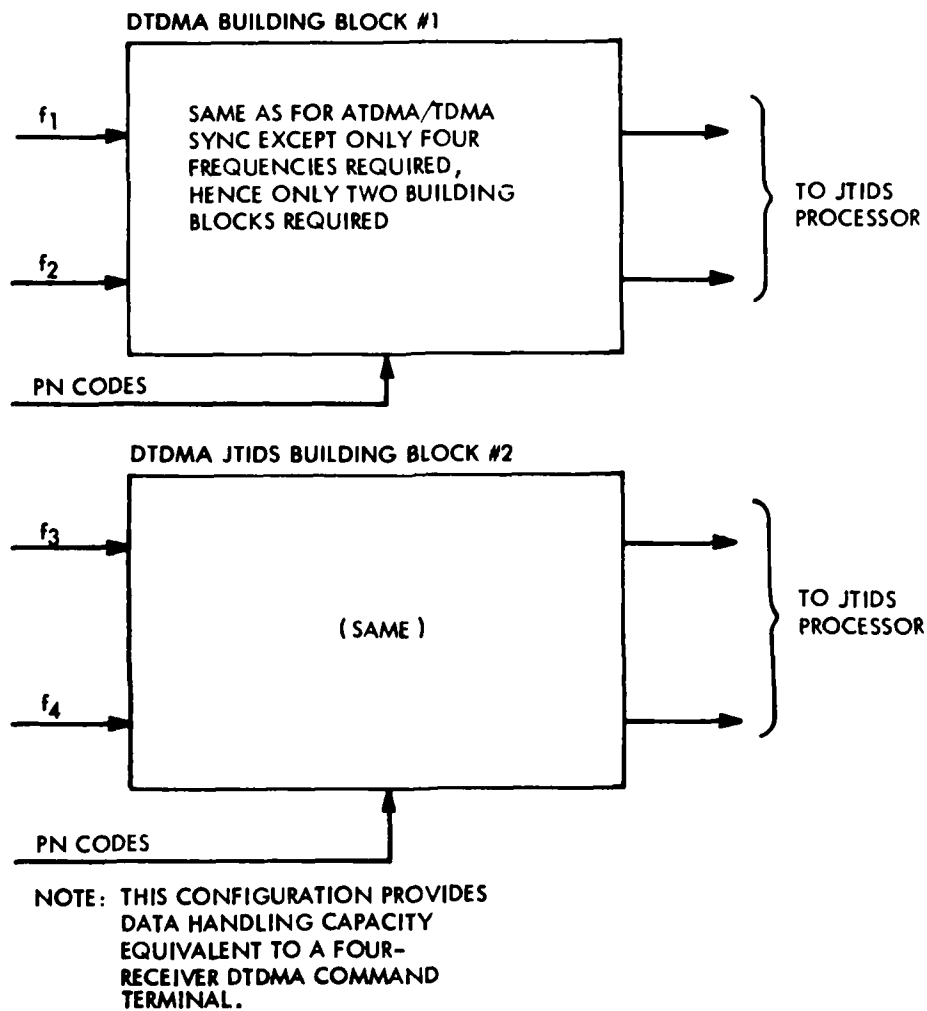 DTDMA BUILDING BLOCK #1
f1
SAME AS FOR ATDMA/TDMA
SYNC EXCEPT ONLY FOUR
FREQUENCIES REQUIRED,
HENCE ONLY TWO BUILDING
BLOCKS REQUIRED
TO JTIDS
PROCESSOR
f2
PN CODES
DTDMA JTIDS BUILDING BLOCK #2
f3
(SAME)
TO JTIDS
PROCESSOR
f4
PN CODES
NOTE: THIS CONFIGURATION PROVIDES
DATA HANDLING CAPACITY
EQUIVALENT TO A FOUR-
RECEIVER DTDMA COMMAND
TERMINAL.